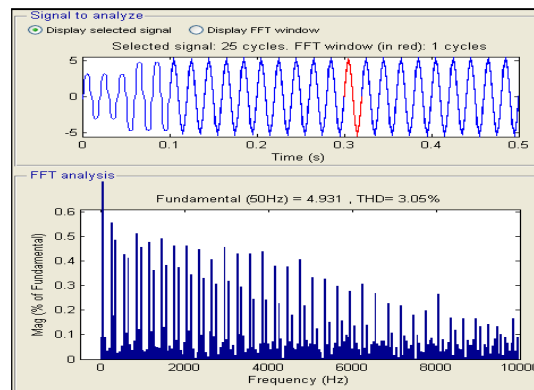 Signal to analyze
Display selected signal Display FFT window
Selected signal: 25 cycles. FFT window (in red): 1 cycles
5
0
-5
0 0.1 0.2 0.3 0.4 0.5
Time (s)
FFT analysis
Fundamental (50Hz) = 4.931 , THD= 3.05%
0.6
0.5
0.4
0.3
0.2
0.1
0
Mag (% of Fundamental)
0 2000 4000 6000 8000 10000
Frequency (Hz)